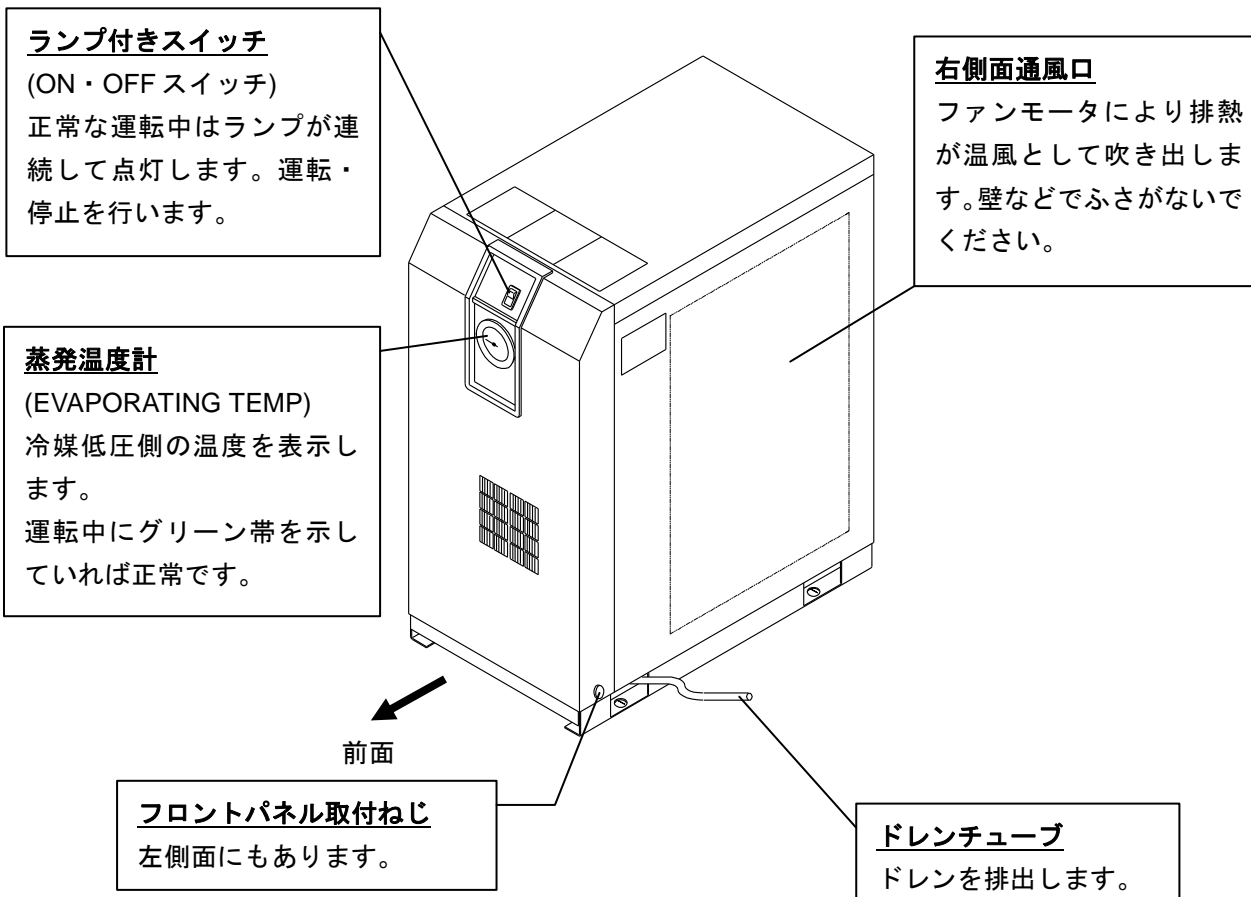 ランプ付きスイッチ
(ON・OFF スイッチ)
正常な運転中はランプが連
続して点灯します。運転・
停止を行います。
右側面通風口
ファンモータにより排熱
が温風として吹き出しま
す。壁などでふさがないで
ください。
蒸発温度計
(EVAPORATING TEMP)
冷媒低圧側の温度を表示し
ます。
運転中にグリーン帯を示し
ていれば正常です。
前面
フロントパネル取付ねじ
左側面にもあります。
ドレンチューブ
ドレンを排出します。